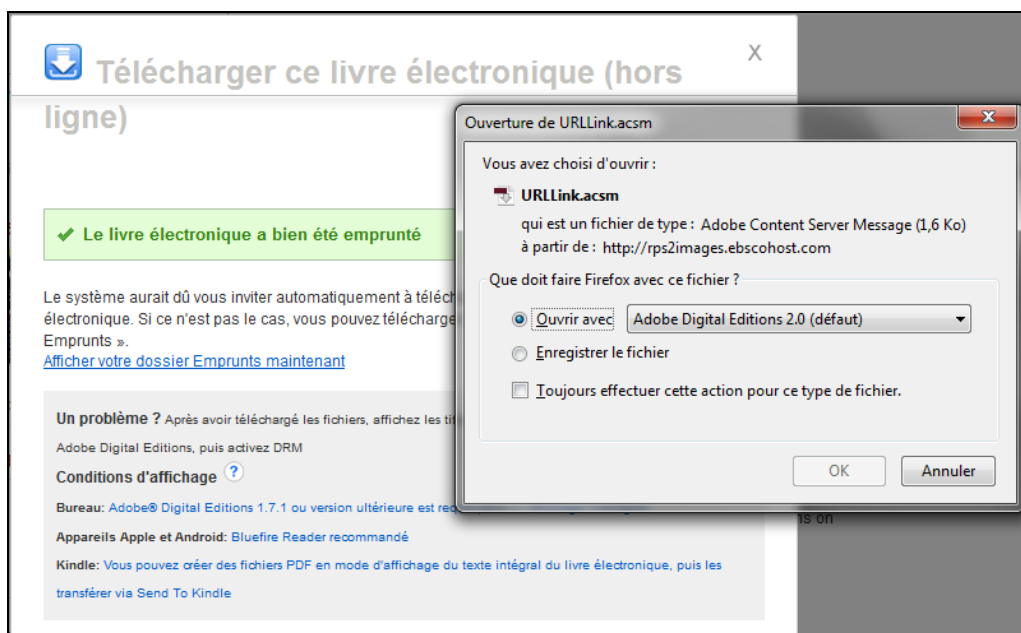 Télécharger ce livre électronique (hors
ligne)
X
Le livre électronique a bien été emprunté
Le système aurait dû vous inviter automatiquement à téléch
électronique. Si ce n'est pas le cas, vous pouvez télécharge
Emprunts ».
Afficher votre dossier Emprunts maintenant
Un problème ? Après avoir téléchargé les fichiers, affichez les tit
Adobe Digital Editions, puis activez DRM
Conditions d'affichage ?
Bureau: Adobe® Digital Editions 1.7.1 ou version ultérieure est
Appareils Apple et Android: Bluefire Reader recommandé
Kindle: Vous pouvez créer des fichiers PDF en mode d'affichage du texte intégral du livre électronique, puis les
transférer via Send To Kindle
Ouverture de URLLink.acsm
Vous avez choisi d'ouvrir :
URLLink.acsm
qui est un fichier de type : Adobe Content Server Message (1,6 Ko)
à partir de : http://rps2images.ebscohost.com
Que doit faire Firefox avec ce fichier ?
Ouvrir avec Adobe Digital Editions 2.0 (défaut)
Enregistrer le fichier
Toujours effectuer cette action pour ce type de fichier.
OK Annuler
ns on